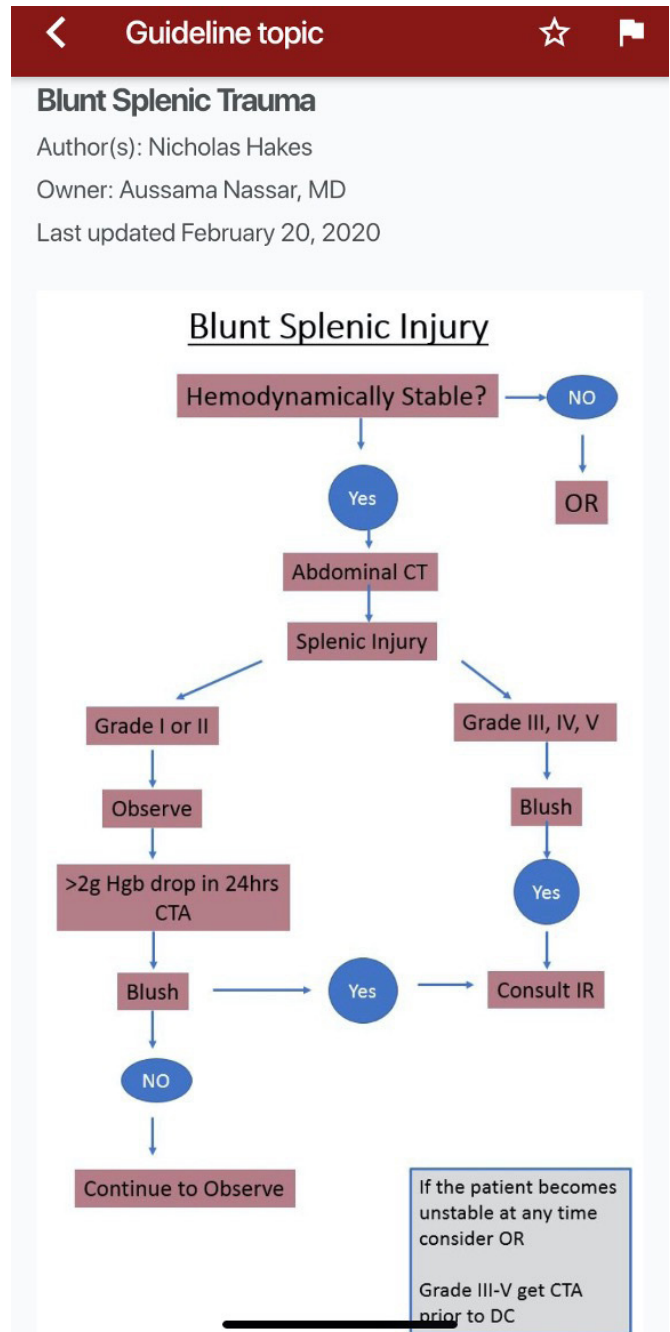 Guideline topic
Blunt Splenic Trauma
Author(s): Nicholas Hakes
Owner: Aussama Nassar, MD
Last updated February 20, 2020
Blunt Splenic Injury
Hemodynamically Stable?
NO
Yes
OR
Abdominal CT
Splenic Injury
Grade I or II
Grade III, IV, V
Observe
Blush
>2g Hgb drop in 24hrs
CTA
Yes
Blush
Yes
Consult IR
NO
Continue to Observe
If the patient becomes
unstable at any time
consider OR
Grade III-V get CTA
prior to DC